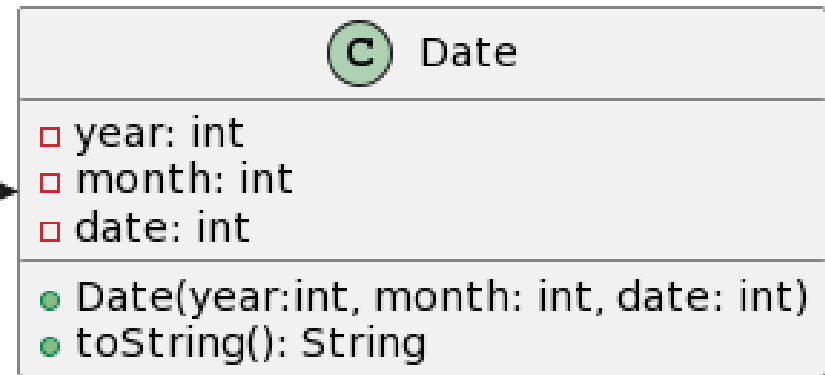 C Date
year: int
month: int
date: int
Date(year:int, month: int, date: int)
toString(): String